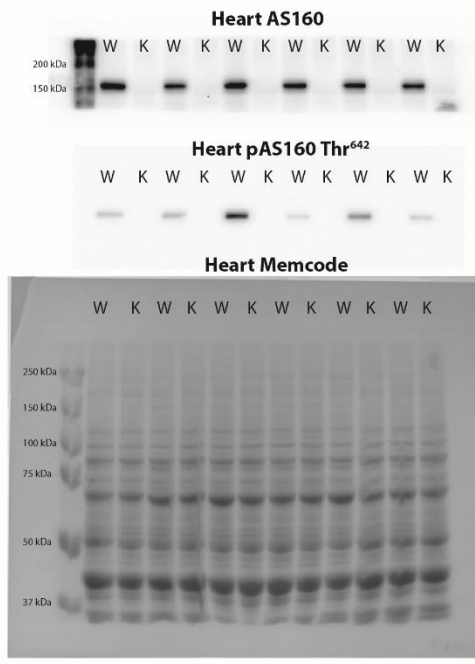 Heart AS160
W K W K W K W K W K W K
200 kDa
150 kDa
Heart pAS160 Thr⁶⁴²
W K W K W K W K W K W K
Heart Memcode
W K W K W K W K W K W K
250 kDa
150 kDa
100 kDa
75 kDa
50 kDa
37 kDa